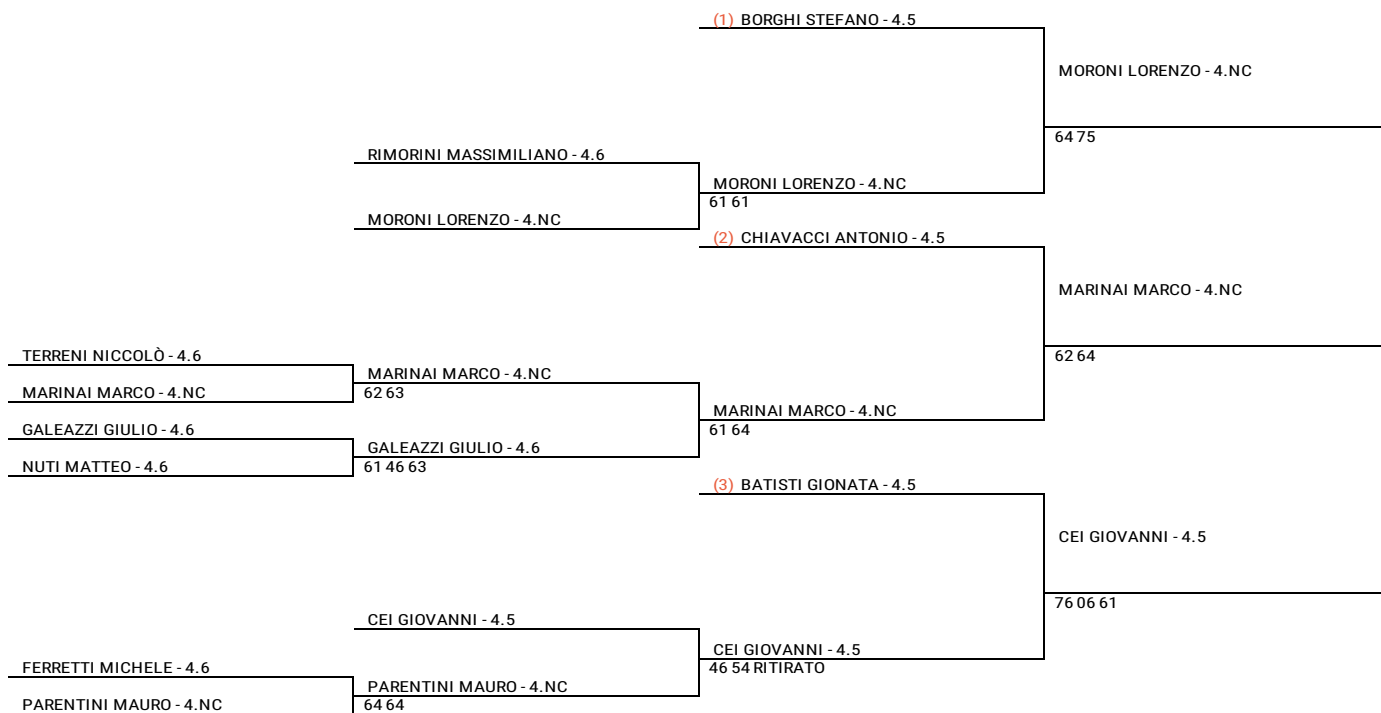 (1) BORGHI STEFANO - 4.5
MORONI LORENZO - 4.NC
64 75
RIMORINI MASSIMILIANO - 4.6
MORONI LORENZO - 4.NC
61 61
MORONI LORENZO - 4.NC
(2) CHIAVACCI ANTONIO - 4.5
MARINAI MARCO - 4.NC
62 64
TERRENI NICCOLÒ - 4.6
MARINAI MARCO - 4.NC
62 63
MARINAI MARCO - 4.NC
MARINAI MARCO - 4.NC
61 64
GALEAZZI GIULIO - 4.6
GALEAZZI GIULIO - 4.6
61 46 63
NUTI MATTEO - 4.6
(3) BATISTI GIONATA - 4.5
CEI GIOVANNI - 4.5
76 06 61
CEI GIOVANNI - 4.5
CEI GIOVANNI - 4.5
46 54 RITIRATO
FERRETTI MICHELE - 4.6
PARENTINI MAURO - 4.NC
64 64
PARENTINI MAURO - 4.NC